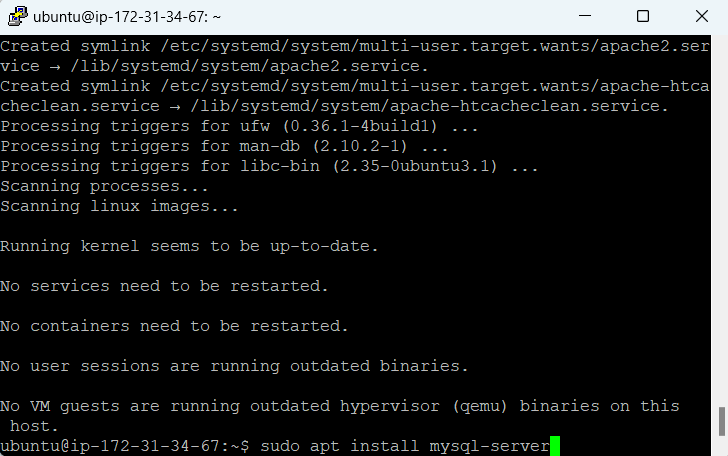 ubuntu@ip-172-31-34-67: ~
Created symlink /etc/systemd/system/multi-user.target.wants/apache2.ser
vice → /lib/systemd/system/apache2.service.
Created symlink /etc/systemd/system/multi-user.target.wants/apache-htca
checlean.service → /lib/systemd/system/apache-htcacheclean.service.
Processing triggers for ufw (0.36.1-4build1) ...
Processing triggers for man-db (2.10.2-1) ...
Processing triggers for libc-bin (2.35-0ubuntu3.1) ...
Scanning processes...
Scanning linux images...
Running kernel seems to be up-to-date.
No services need to be restarted.
No containers need to be restarted.
No user sessions are running outdated binaries.
No VM guests are running outdated hypervisor (qemu) binaries on this
 host.
ubuntu@ip-172-31-34-67:~$ sudo apt install mysql-server